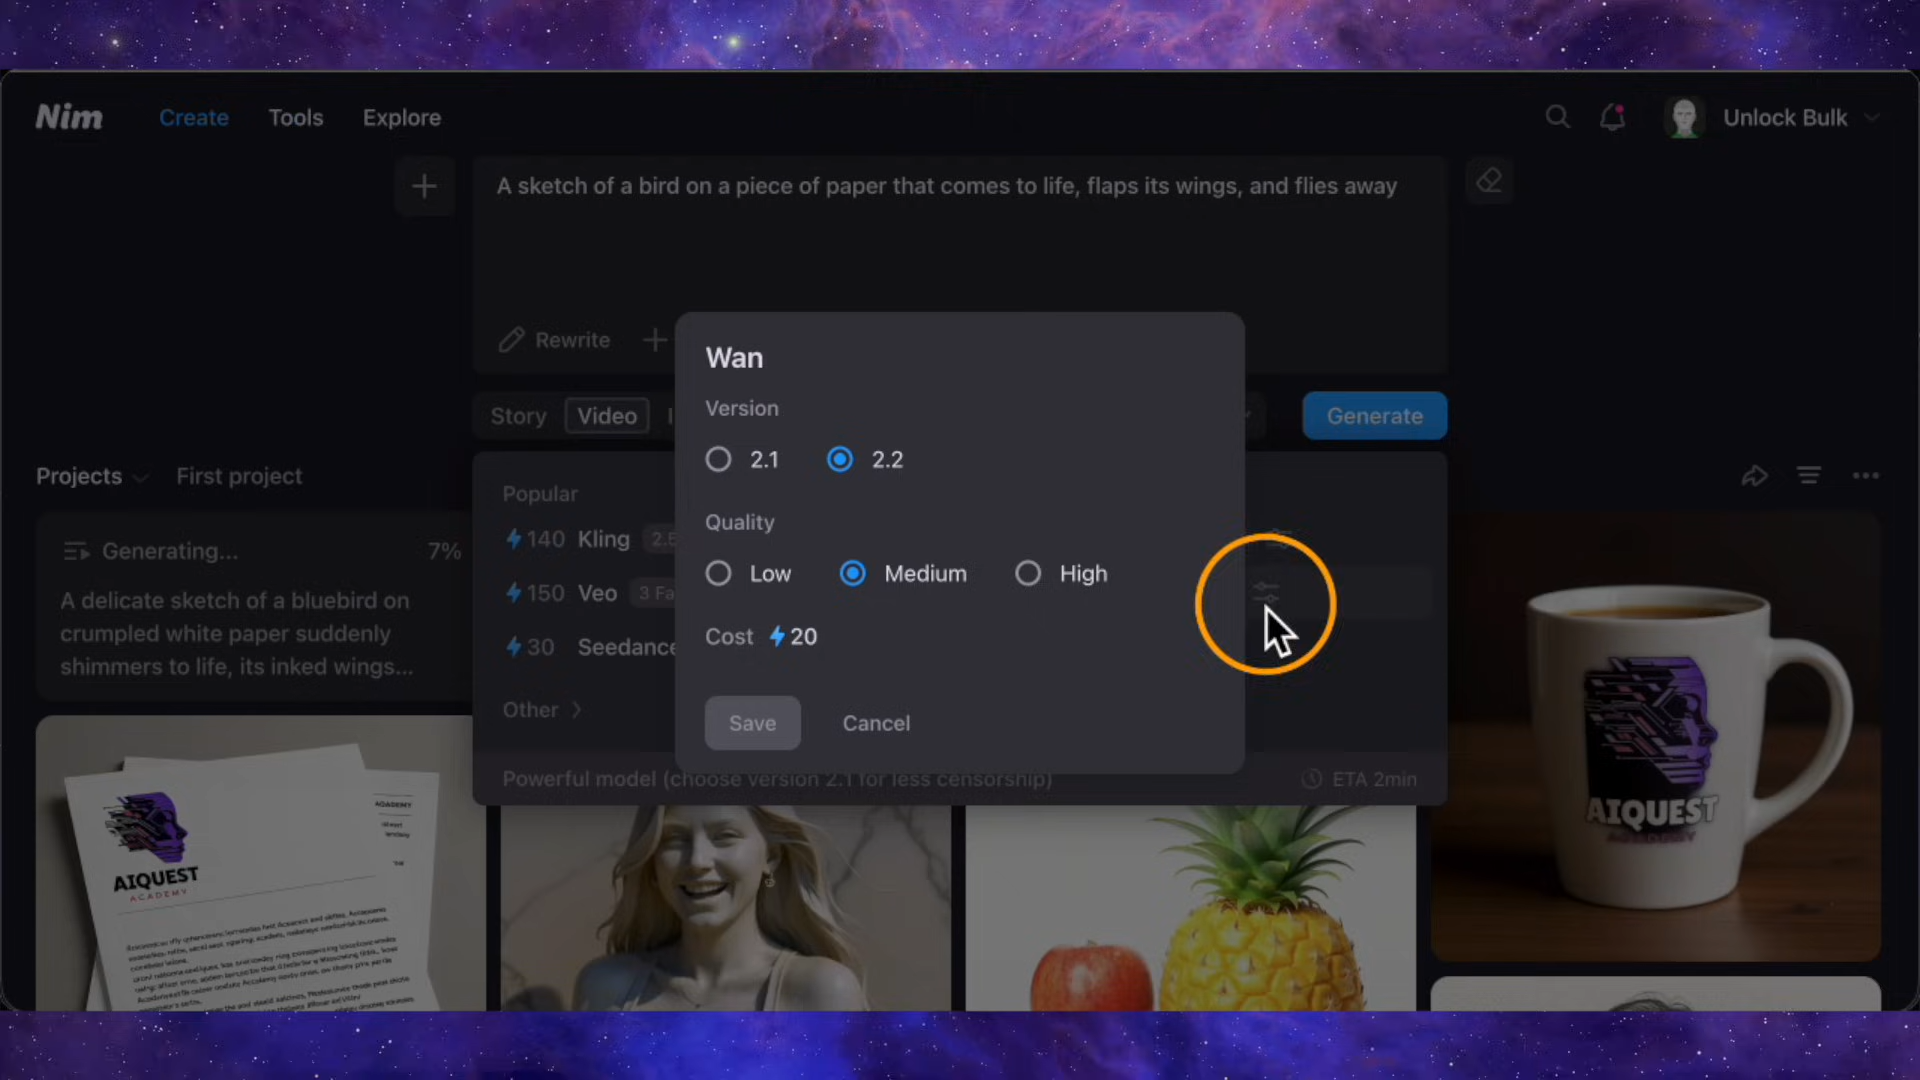 Nim
Create
Tools
Explore
Unlock Bulk
A sketch of a bird on a piece of paper that comes to life, flaps its wings, and flies away
Rewrite
Wan
Version
2.1
2.2
Quality
Low
Medium
High
Cost 20
Save
Cancel
Story
Video
Generate
Projects
First project
Generating...
7%
A delicate sketch of a bluebird on
crumpled white paper suddenly
shimmers to life, its inked wings...
Popular
140 Kling
150 Veo 3
30 Seedance
Other
Powerful model (choose version 2.1 for less censorship)
ETA 2min
AIQUEST
ACADEMY
AIQUEST
ACADEMY